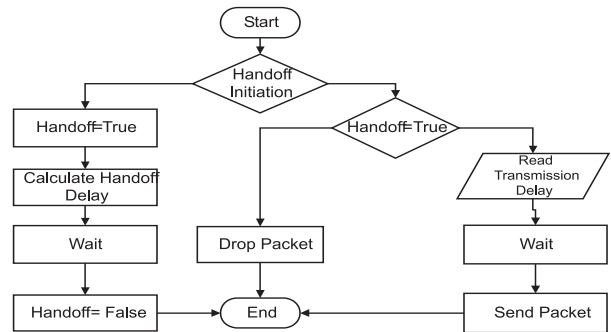 Start
Handoff
Initiation
Handoff=True
Handoff=True
Calculate Handoff
Delay
Read
Transmission
Delay
Wait
Drop Packet
Wait
Handoff= False
End
Send Packet